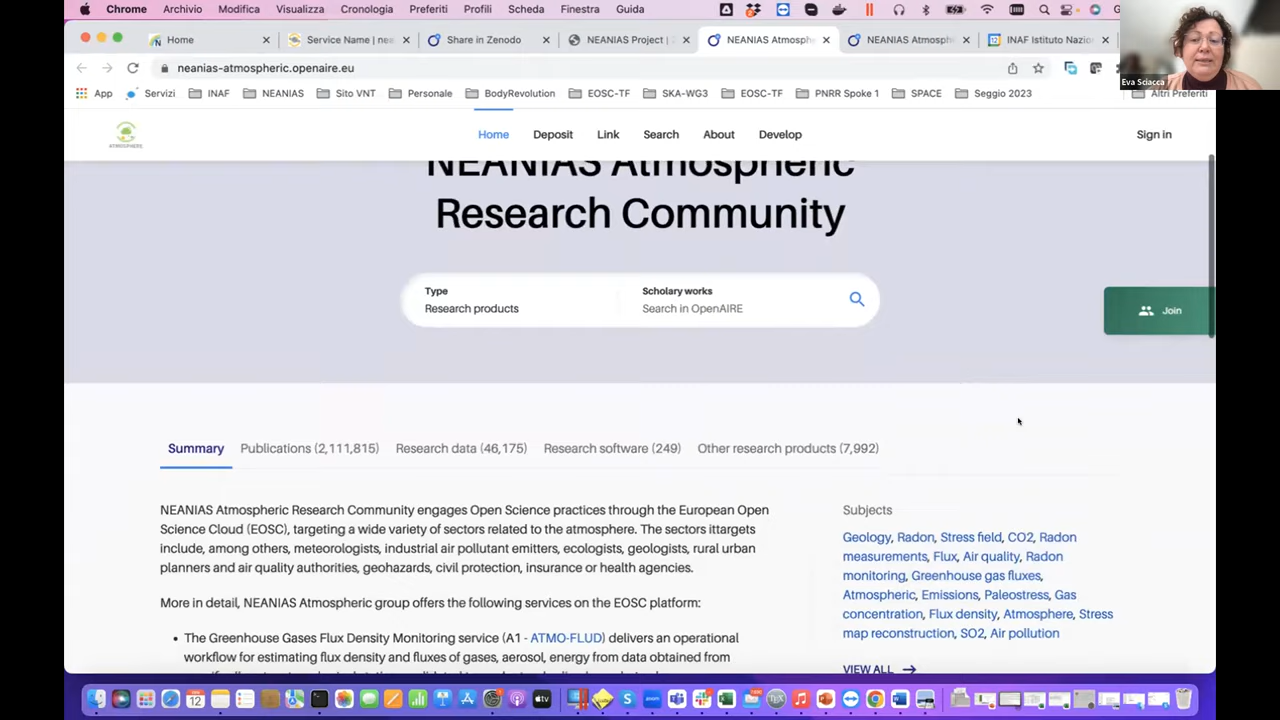 Chrome Archivio Modifica Visualizza Cronologia Preferiti Profili Scheda Finestra Guida
Home Service Name | nea Share in Zenodo NEANIAS Project | NEANIAS Atmosph NEANIAS Atmosph INAF Istituto Nazio
neanias-atmospheric.openaire.eu
Eva Sciacca
App Servizi INAF NEANIAS Sito VNT Personale BodyRevolution EOSC-TF SKA-WG3 EOSC-TF PNRR Spoke 1 SPACE Seggio 2023 Altri Preferiti
ATMOSPHERE
Home Deposit Link Search About Develop Sign in
NEANIAS Atmospheric
Research Community
Type
Research products
Scholary works
Search in OpenAIRE
Join
Summary Publications (2,111,815) Research data (46,175) Research software (249) Other research products (7,992)
NEANIAS Atmospheric Research Community engages Open Science practices through the European Open
Science Cloud (EOSC), targeting a wide variety of sectors related to the atmosphere. The sectors ittargets
include, among others, meteorologists, industrial air pollutant emitters, ecologists, geologists, rural urban
planners and air quality authorities, geohazards, civil protection, insurance or health agencies.
More in detail, NEANIAS Atmospheric group offers the following services on the EOSC platform:
• The Greenhouse Gases Flux Density Monitoring service (A1 - ATMO-FLUD) delivers an operational
workflow for estimating flux density and fluxes of gases, aerosol, energy from data obtained from
Subjects
Geology, Radon, Stress field, CO2, Radon
measurements, Flux, Air quality, Radon
monitoring, Greenhouse gas fluxes,
Atmospheric, Emissions, Paleostress, Gas
concentration, Flux density, Atmosphere, Stress
map reconstruction, SO2, Air pollution
VIEW ALL
12